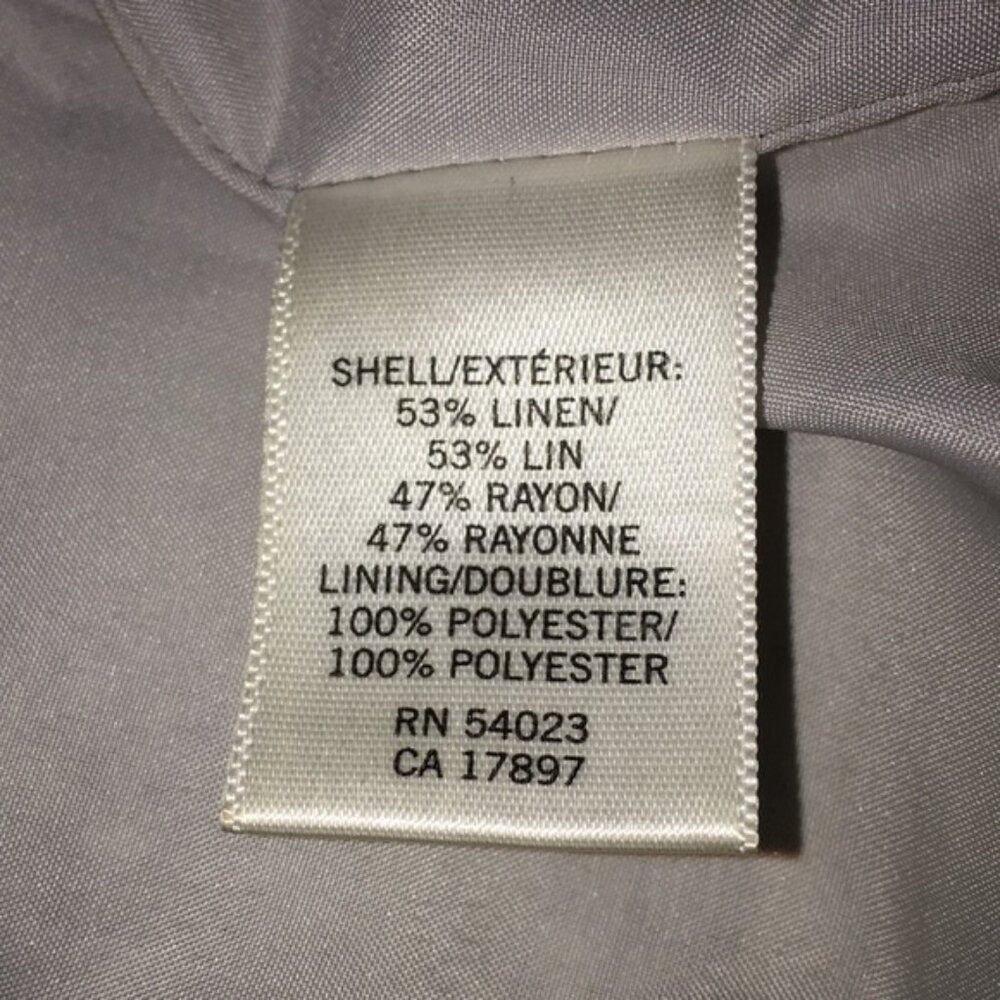 SHELL/EXTÉRIEUR:
53% LINEN/
53% LIN
47% RAYON/
47% RAYONNE
LINING/DOUBLURE:
100% POLYESTER/
100% POLYESTER
RN 54023
CA 17897